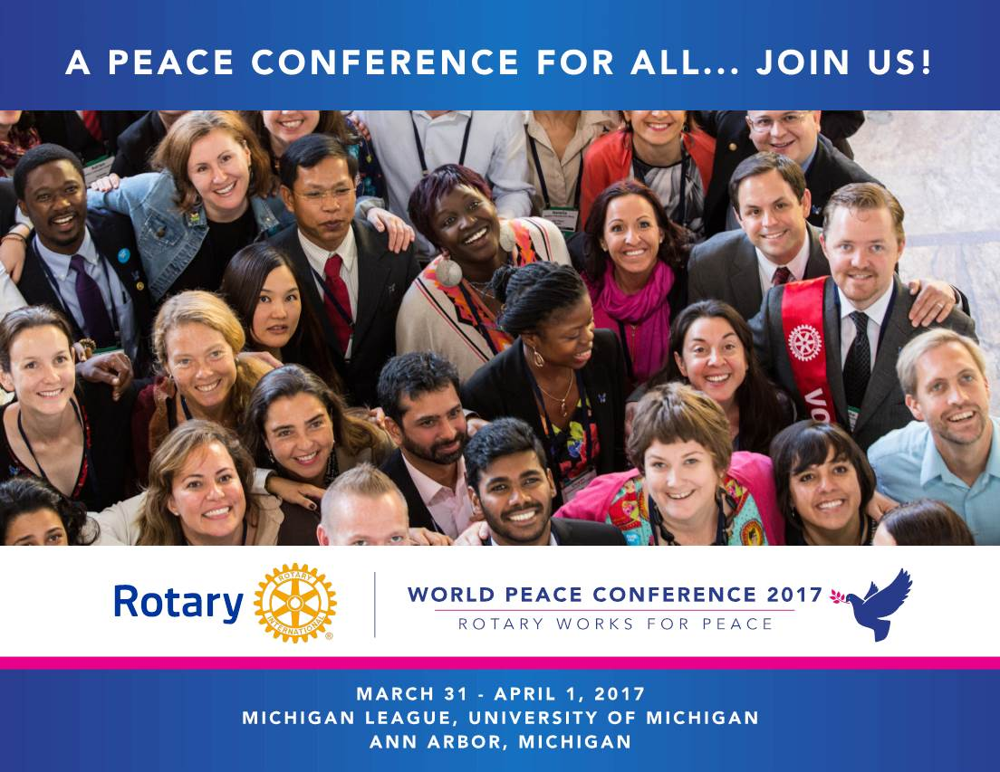 A PEACE CONFERENCE FOR ALL... JOIN US!
VO
Rotary
ROTARY
INTERNATIONAL
®
WORLD PEACE CONFERENCE 2017
ROTARY WORKS FOR PEACE
MARCH 31 - APRIL 1, 2017
MICHIGAN LEAGUE, UNIVERSITY OF MICHIGAN
ANN ARBOR, MICHIGAN